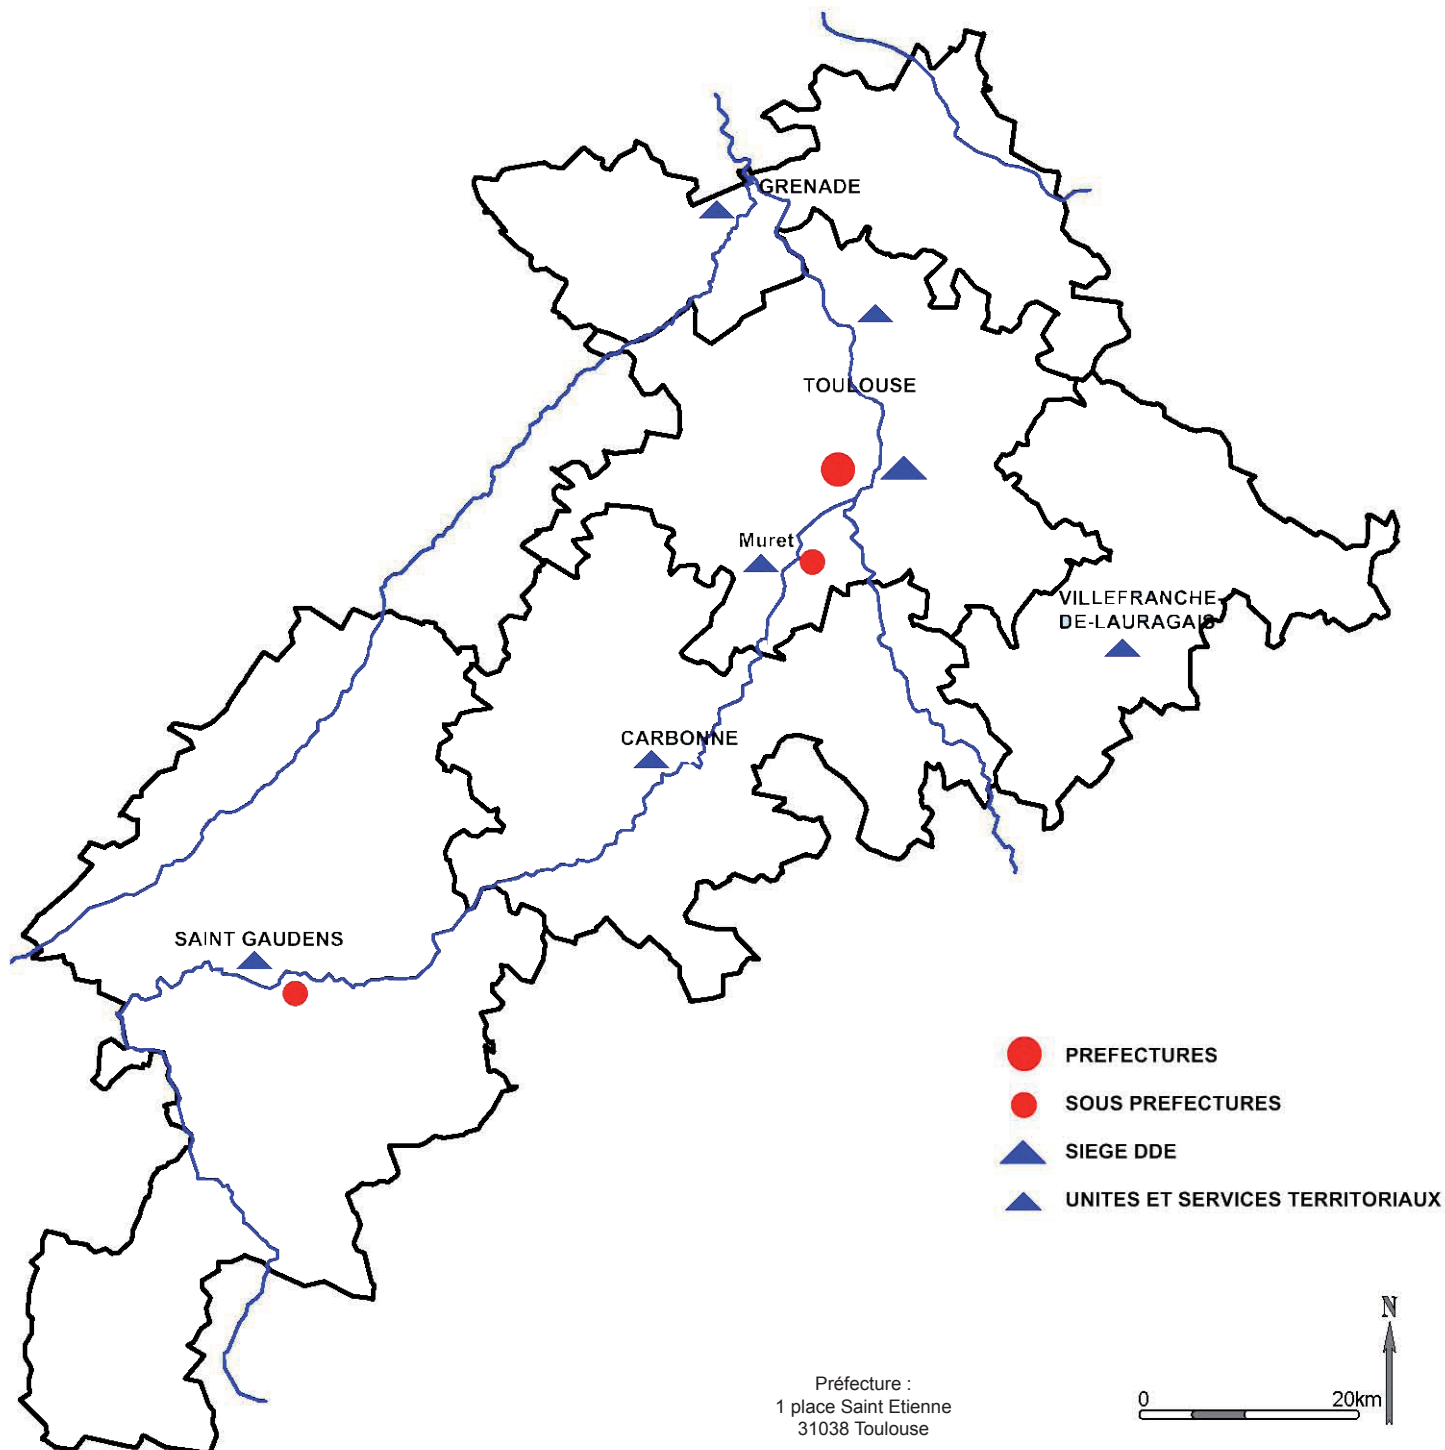 GRENADE
TOULOUSE
Muret
VILLEFRANCHE-
DE-LAURAGAIS
CARBONNE
SAINT GAUDENS
PREFECTURES
SOUS PREFECTURES
SIEGE DDE
UNITES ET SERVICES TERRITORIAUX
N
0 20km
Préfecture :
1 place Saint Etienne
31038 Toulouse